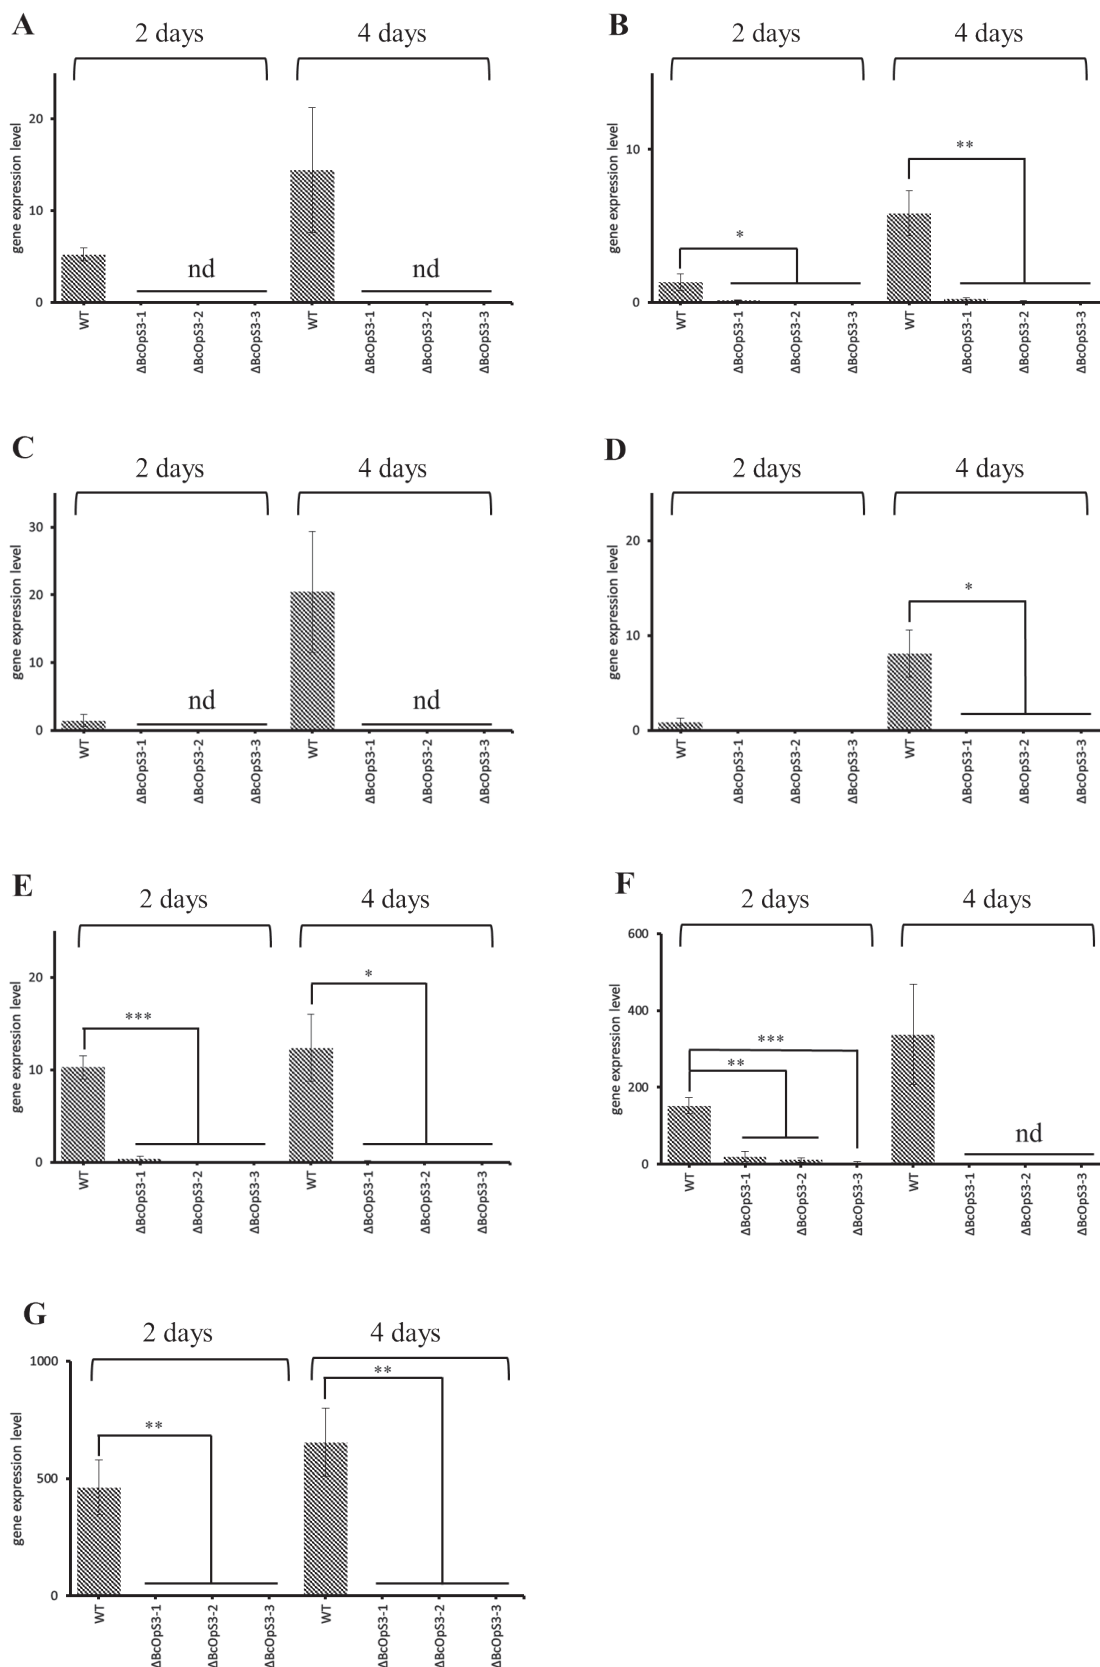 A
2 days 4 days
gene expression level
20
10
0
nd nd
WT ΔBcOpS3-1 ΔBcOpS3-2 ΔBcOpS3-3 WT ΔBcOpS3-1 ΔBcOpS3-2 ΔBcOpS3-3
B
2 days 4 days
gene expression level
10
0
* **
WT ΔBcOpS3-1 ΔBcOpS3-2 ΔBcOpS3-3 WT ΔBcOpS3-1 ΔBcOpS3-2 ΔBcOpS3-3
C
2 days 4 days
gene expression level
30
20
10
0
nd nd
WT ΔBcOpS3-1 ΔBcOpS3-2 ΔBcOpS3-3 WT ΔBcOpS3-1 ΔBcOpS3-2 ΔBcOpS3-3
D
2 days 4 days
gene expression level
20
10
0
*
WT ΔBcOpS3-1 ΔBcOpS3-2 ΔBcOpS3-3 WT ΔBcOpS3-1 ΔBcOpS3-2 ΔBcOpS3-3
E
2 days 4 days
gene expression level
20
10
0
*** *
WT ΔBcOpS3-1 ΔBcOpS3-2 ΔBcOpS3-3 WT ΔBcOpS3-1 ΔBcOpS3-2 ΔBcOpS3-3
F
2 days 4 days
gene expression level
600
400
200
0
***
**
nd
WT ΔBcOpS3-1 ΔBcOpS3-2 ΔBcOpS3-3 WT ΔBcOpS3-1 ΔBcOpS3-2 ΔBcOpS3-3
G
2 days 4 days
gene expression level
1000
500
0
** **
WT ΔBcOpS3-1 ΔBcOpS3-2 ΔBcOpS3-3 WT ΔBcOpS3-1 ΔBcOpS3-2 ΔBcOpS3-3